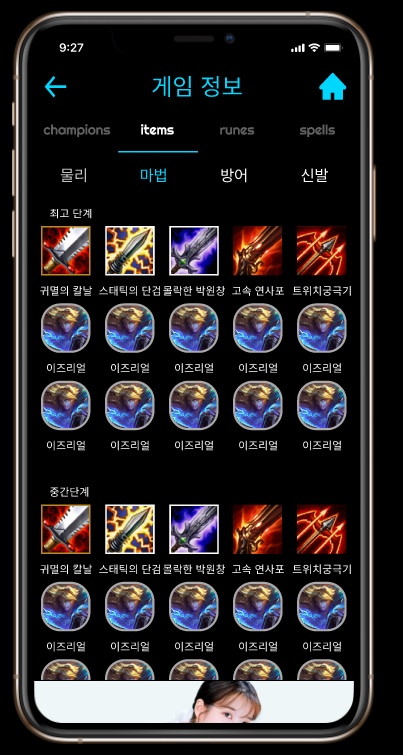 9:27
게임 정보
champions items runes spells
물리 마법 방어 신발
최고 단계
귀멸의 칼날 스태틱의 단검 몰락한 박원창 고속 연사포 트위치궁극기
이즈리얼 이즈리얼 이즈리얼 이즈리얼 이즈리얼
이즈리얼 이즈리얼 이즈리얼 이즈리얼 이즈리얼
중간단계
귀멸의 칼날 스태틱의 단검 몰락한 박원창 고속 연사포 트위치궁극기
이즈리얼 이즈리얼 이즈리얼 이즈리얼 이즈리얼